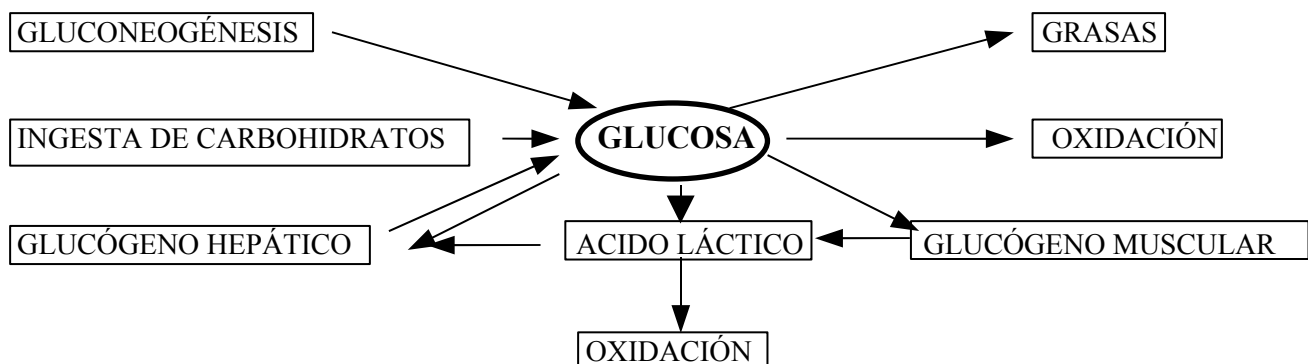 GLUCONEOGÉNESIS
GRASAS
INGESTA DE CARBOHIDRATOS
GLUCOSA
OXIDACIÓN
GLUCÓGENO HEPÁTICO
ACIDO LÁCTICO
GLUCÓGENO MUSCULAR
OXIDACIÓN